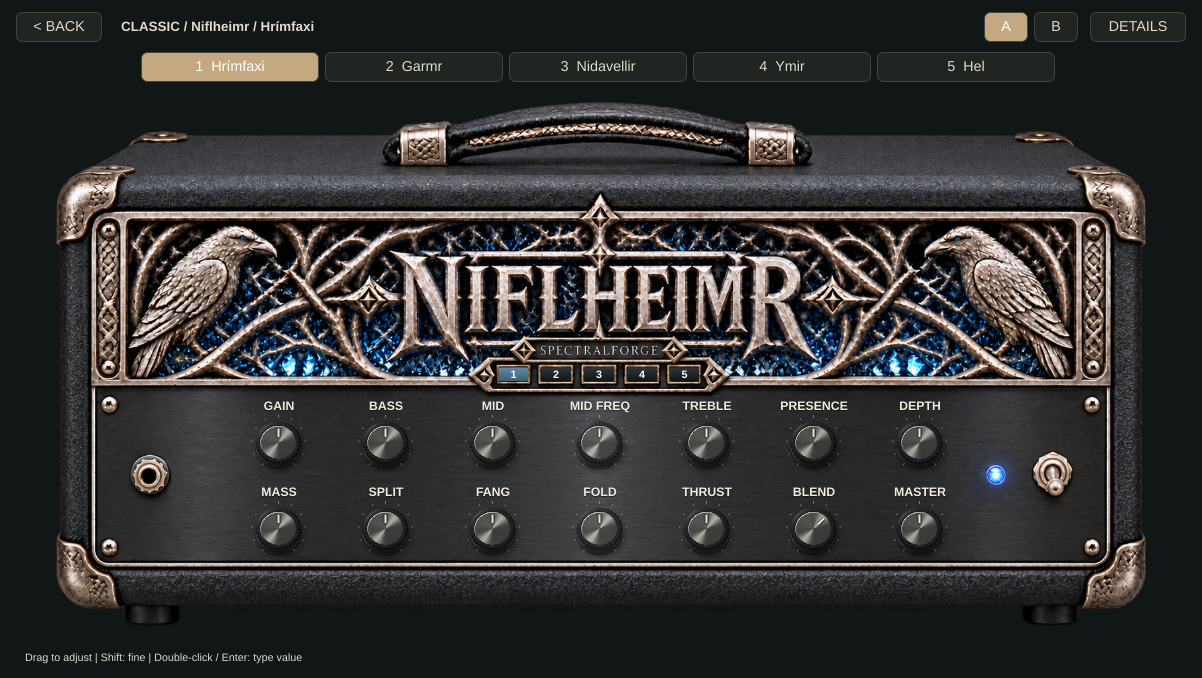 < BACK
CLASSIC / Niflheimr / Hrímfaxi
A
B
DETAILS
1 Hrímfaxi
2 Garmr
3 Nidavellir
4 Ymir
5 Hel
NIFLHEIMR
SPECTRALFORGE
1 2 3 4 5
GAIN BASS MID MID FREQ TREBLE PRESENCE DEPTH
MASS SPLIT FANG FOLD THRUST BLEND MASTER
Drag to adjust | Shift: fine | Double-click / Enter: type value